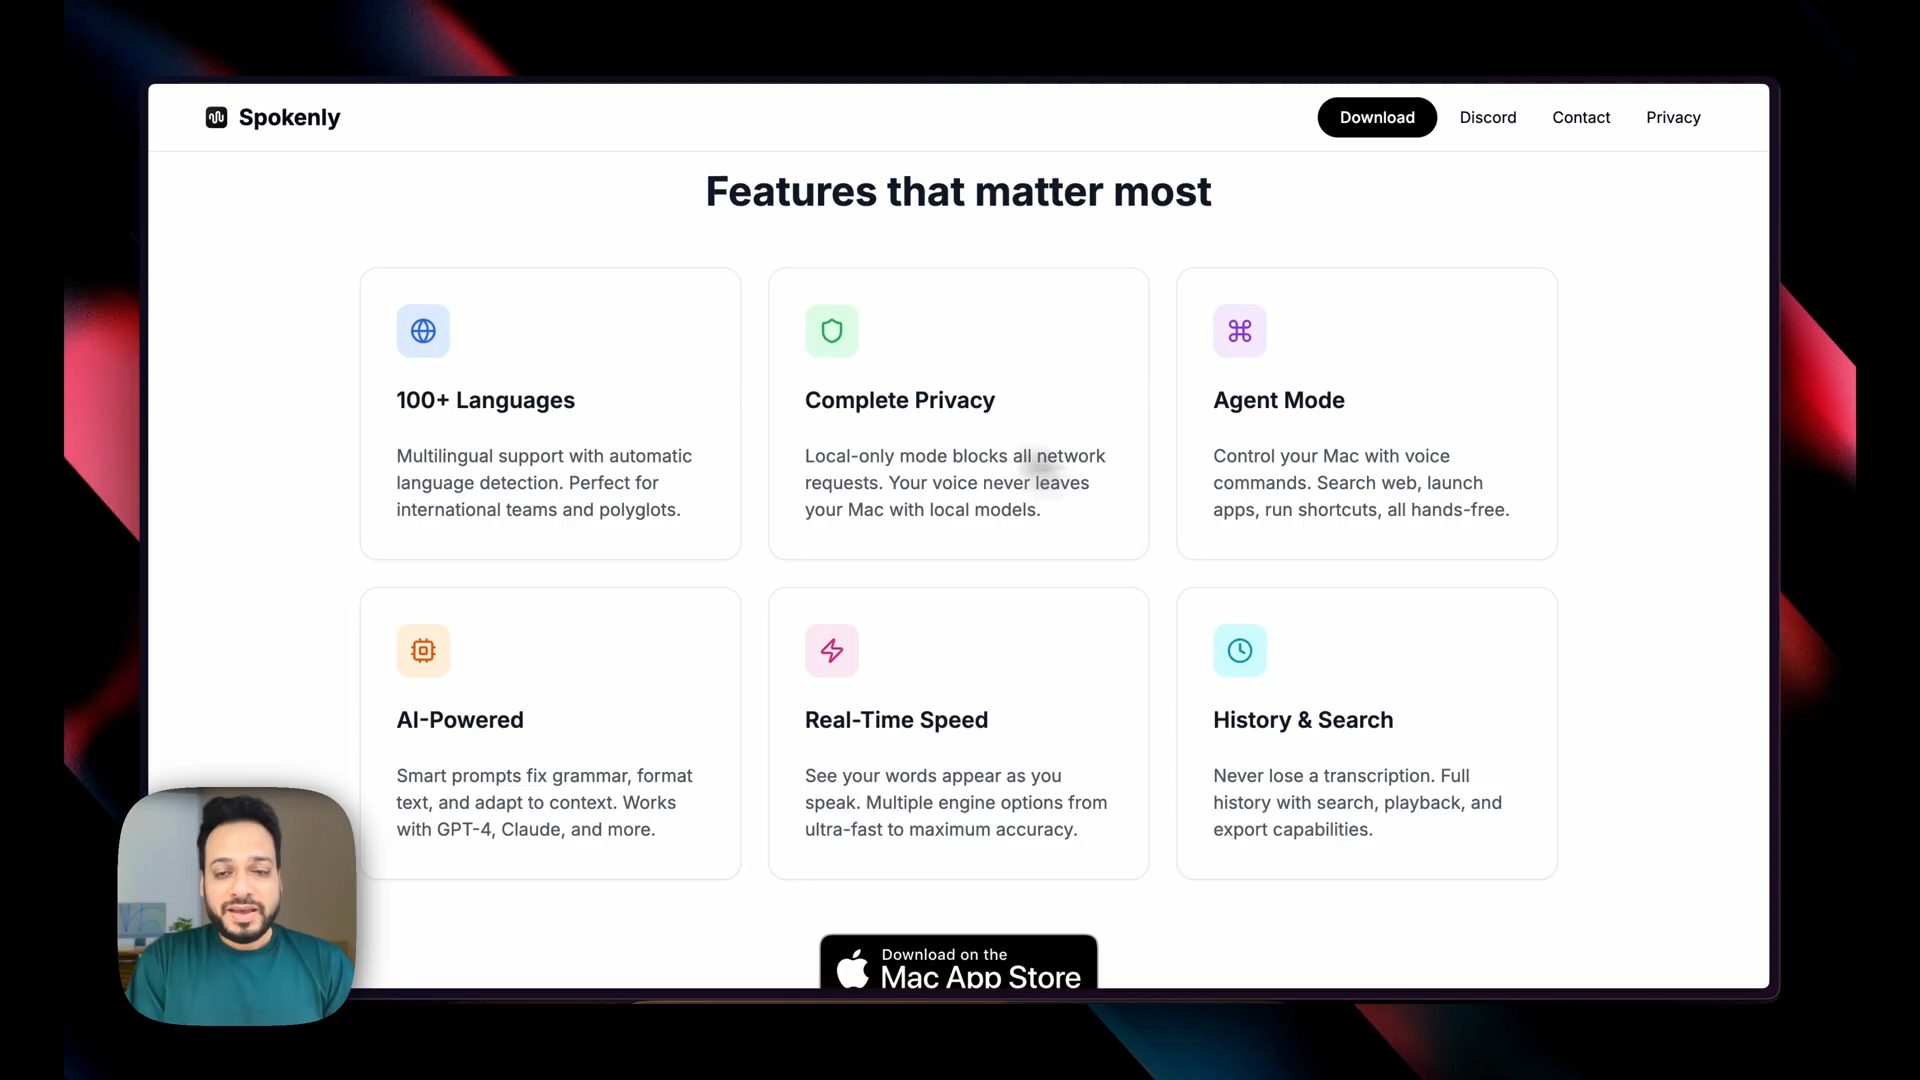 Spokenly
Download
Discord
Contact
Privacy
Features that matter most
100+ Languages
Multilingual support with automatic
language detection. Perfect for
international teams and polyglots.
Complete Privacy
Local-only mode blocks all network
requests. Your voice never leaves
your Mac with local models.
Agent Mode
Control your Mac with voice
commands. Search web, launch
apps, run shortcuts, all hands-free.
AI-Powered
Smart prompts fix grammar, format
text, and adapt to context. Works
with GPT-4, Claude, and more.
Real-Time Speed
See your words appear as you
speak. Multiple engine options from
ultra-fast to maximum accuracy.
History & Search
Never lose a transcription. Full
history with search, playback, and
export capabilities.
Download on the
Mac App Store